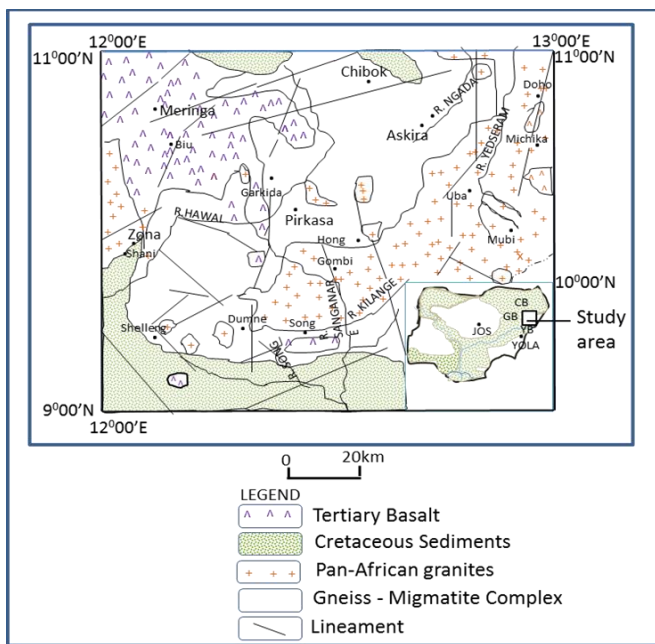 12⁰00’E
13⁰00’E
11⁰00’N
11⁰00’N
Chibok
Doho
R. NGADA
Meringa
Askira
R. YEDSERAM
Michika
Biu
Garkida
Uba
R.HAWAL
Pirkasa
Mubi
Zona
Hong
Shani
Gombi
10⁰00’N
R. KILANGE
R. SANGANAR E
CB
GB
Study area
Shelleng
Dumne
Song
JOS
YB
YOLA
R. SONG
9⁰00’N
12⁰00’E
0 20km
LEGEND
Tertiary Basalt
Cretaceous Sediments
Pan-African granites
Gneiss - Migmatite Complex
Lineament